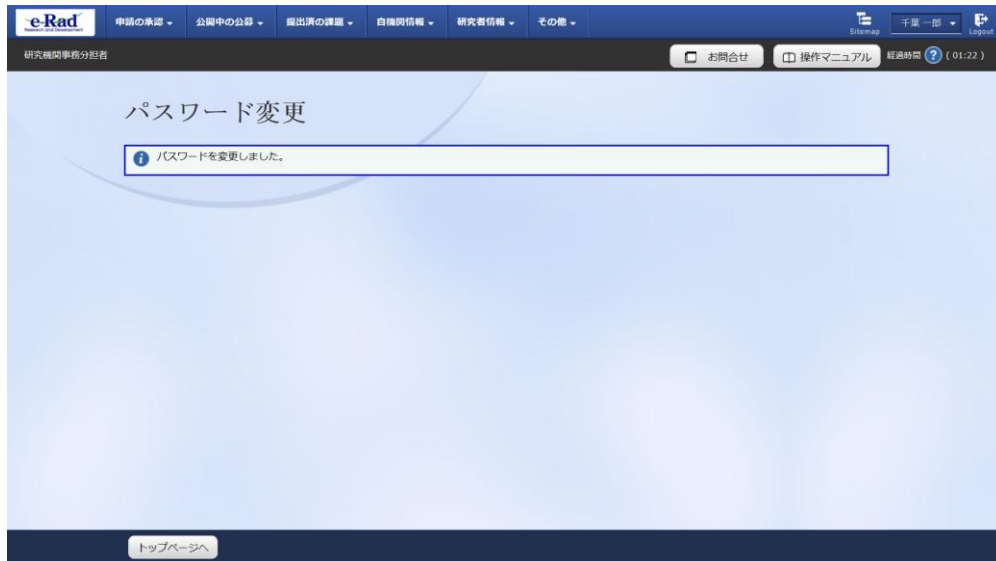 e-Rad
Research and Development
申請の承認
公開中の公募
提出済の課題
自機関情報
研究者情報
その他
Sitemap
千葉 一郎
Logout
研究機関事務分担者
お問合せ
操作マニュアル
経過時間 ? ( 01:22 )
パスワード変更
i パスワードを変更しました。
トップページへ